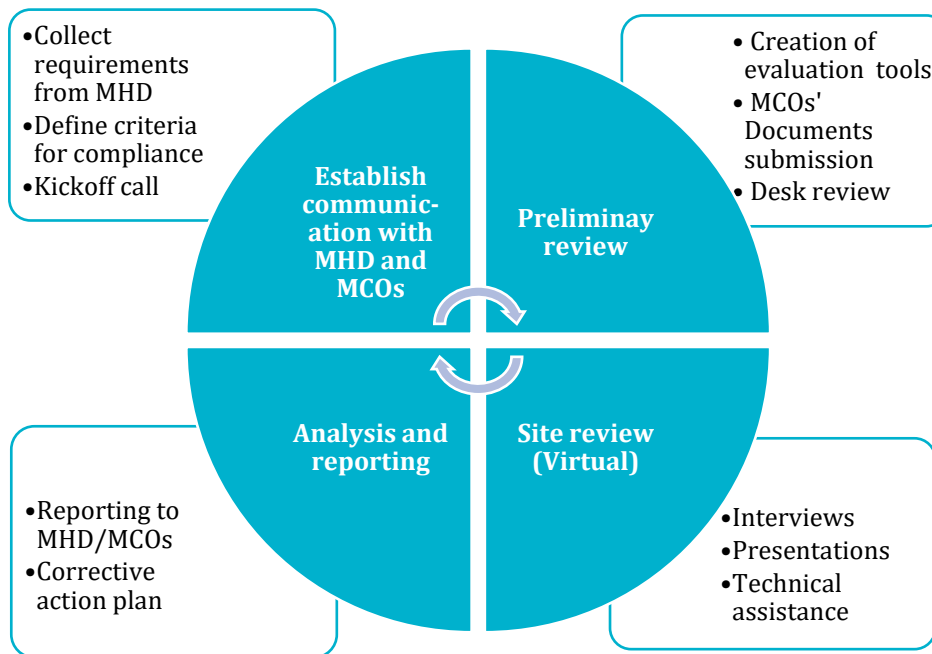 •Collect
requirements
from MHD
•Define criteria
for compliance
•Kickoff call
Establish
communic-
ation with
MHD and
MCOs
• Creation of
evaluation tools
• MCOs'
Documents
submission
• Desk review
Preliminay
review
Analysis and
reporting
•Reporting to
MHD/MCOs
•Corrective
action plan
Site review
(Virtual)
•Interviews
•Presentations
•Technical
assistance